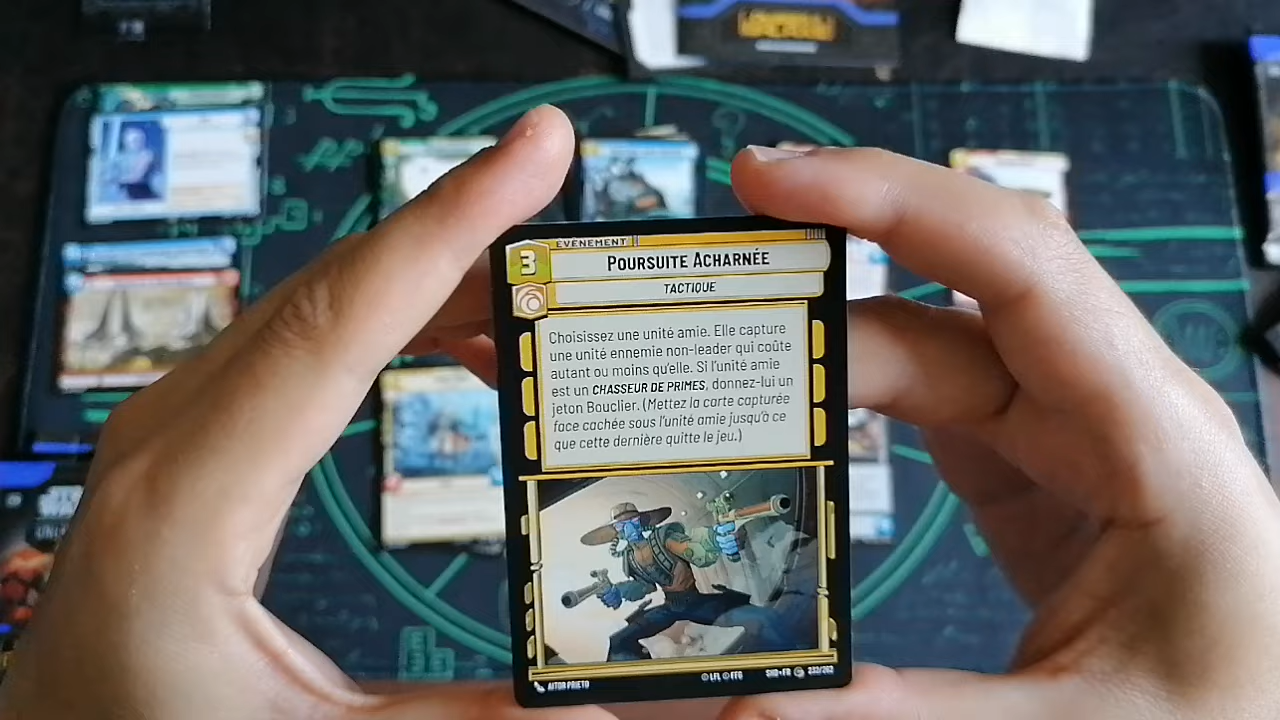 ÉVÉNEMENT
3
POURSUITE ACHARNÉE
TACTIQUE
Choisissez une unité amie. Elle capture
une unité ennemie non-leader qui coûte
autant ou moins qu'elle. Si l'unité amie
est un CHASSEUR DE PRIMES, donnez-lui un
jeton Bouclier. (Mettez la carte capturée
face cachée sous l'unité amie jusqu'à ce
que cette dernière quitte le jeu.)
AITOR PRIETO
© LFL © FFG
SHD•FR
233/262